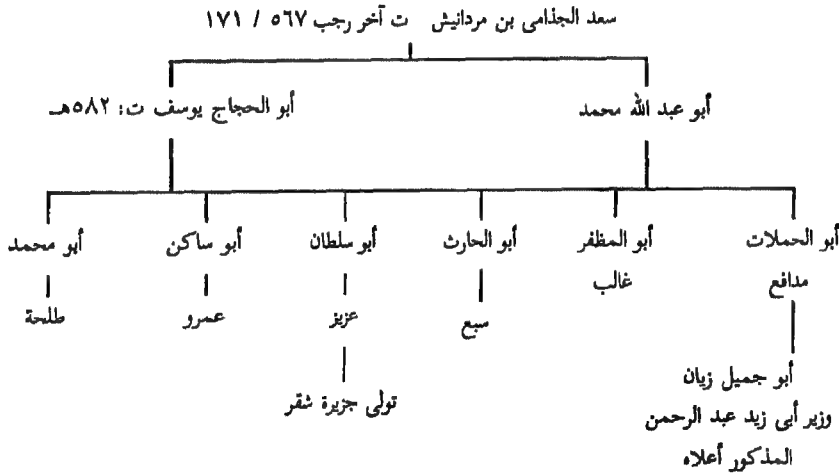 سعد الجذامى بن مردانيش ت آخر رجب ٥٦٧ / ١٧١
أبو عبد الله محمد
أبو الحجاج يوسف ت: ٥٨٢هـ
أبو الحملات
أبو المظفر
أبو الحارث
أبو سلطان
أبو ساكن
أبو محمد
مدافع
غالب
سبع
عزيز
عمرو
طلحة
أبو جميل زيان
تولى جزيرة شقر
وزير أبى زيد عبد الرحمن
المذكور أعلاه